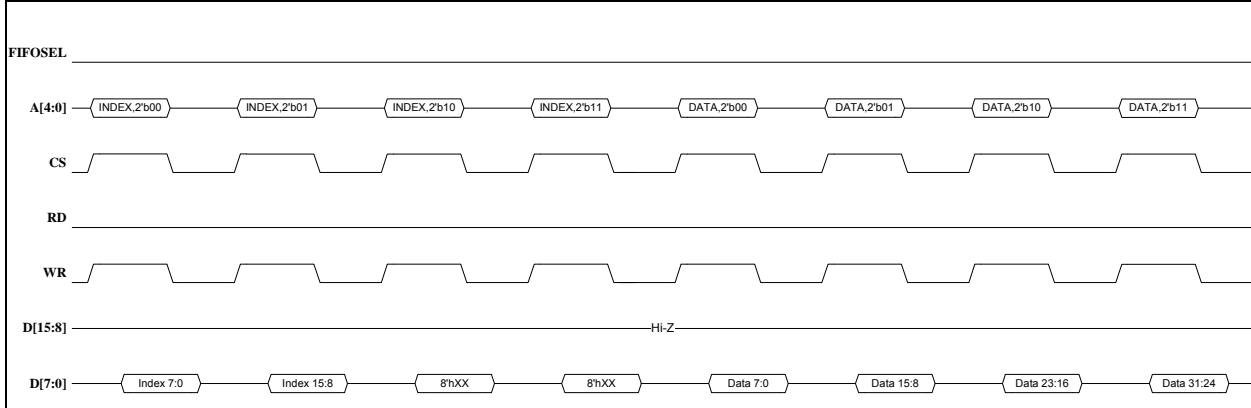 FIFOSEL
A[4:0] INDEX,2'b00 INDEX,2'b01 INDEX,2'b10 INDEX,2'b11 DATA,2'b00 DATA,2'b01 DATA,2'b10 DATA,2'b11
CS
RD
WR
D[15:8] Hi-Z
D[7:0] Index 7:0 Index 15:8 8'hXX 8'hXX Data 7:0 Data 15:8 Data 23:16 Data 31:24